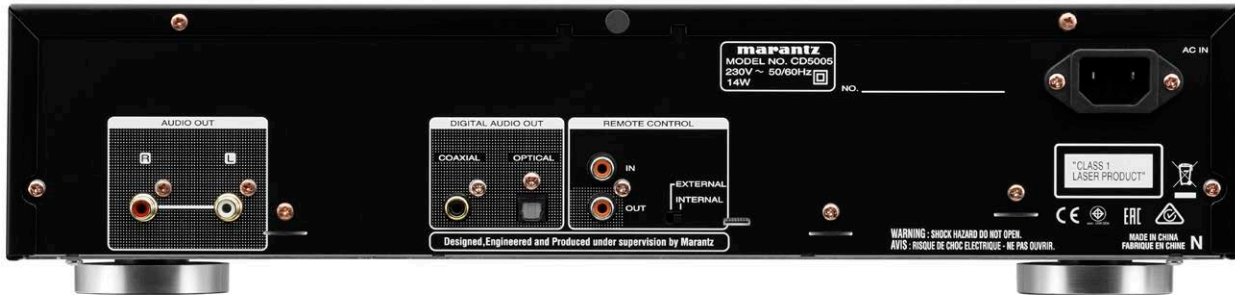 marantz
MODEL NO. CD5005
230V ~ 50/60Hz
14W
NO.
AC IN
AUDIO OUT
R L
DIGITAL AUDIO OUT
COAXIAL OPTICAL
REMOTE CONTROL
IN
OUT
EXTERNAL
INTERNAL
Designed,Engineered and Produced under supervision by Marantz
"CLASS 1
LASER PRODUCT"
CE
EAC
WARNING : SHOCK HAZARD DO NOT OPEN.
AVIS : RISQUE DE CHOC ELECTRIQUE - NE PAS OUVRIR.
MADE IN CHINA
FABRIQUE EN CHINE
N